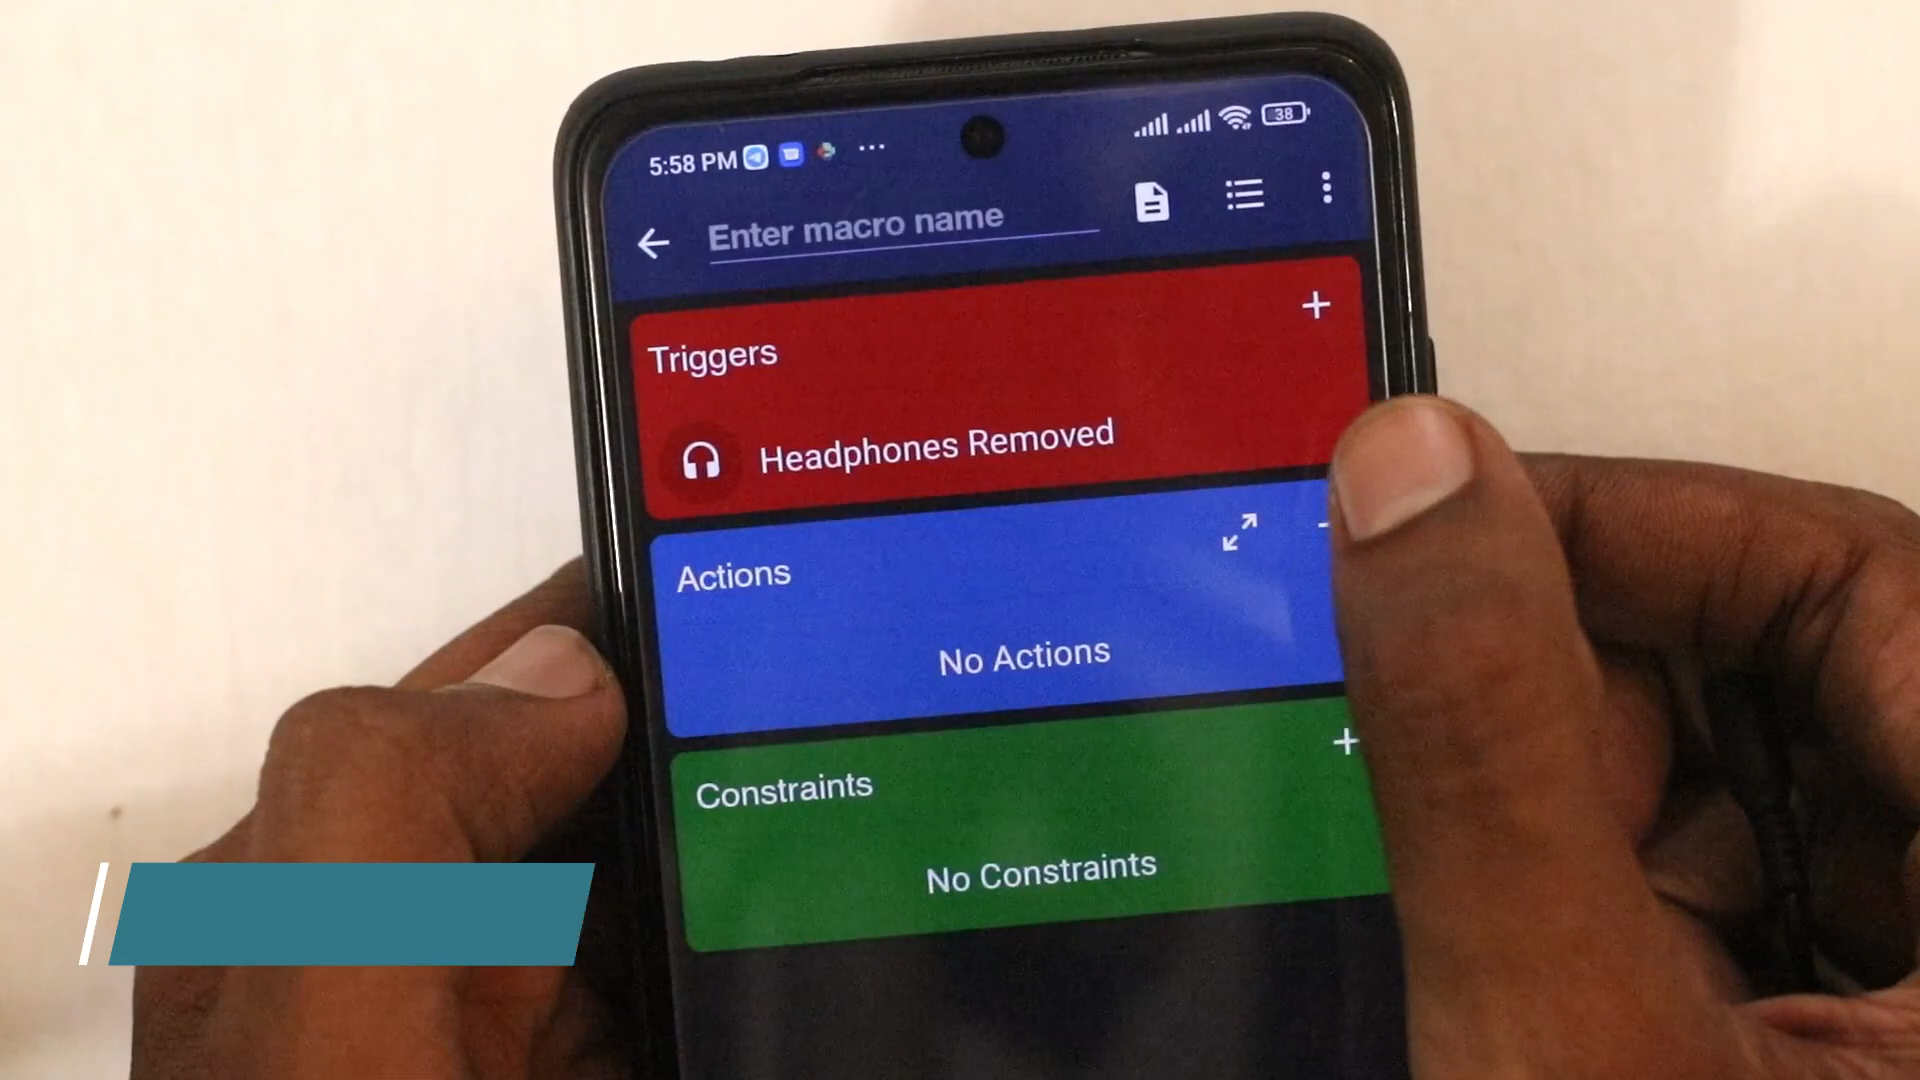 5:58 PM
38
Enter macro name
Triggers
Headphones Removed
Actions
No Actions
Constraints
No Constraints